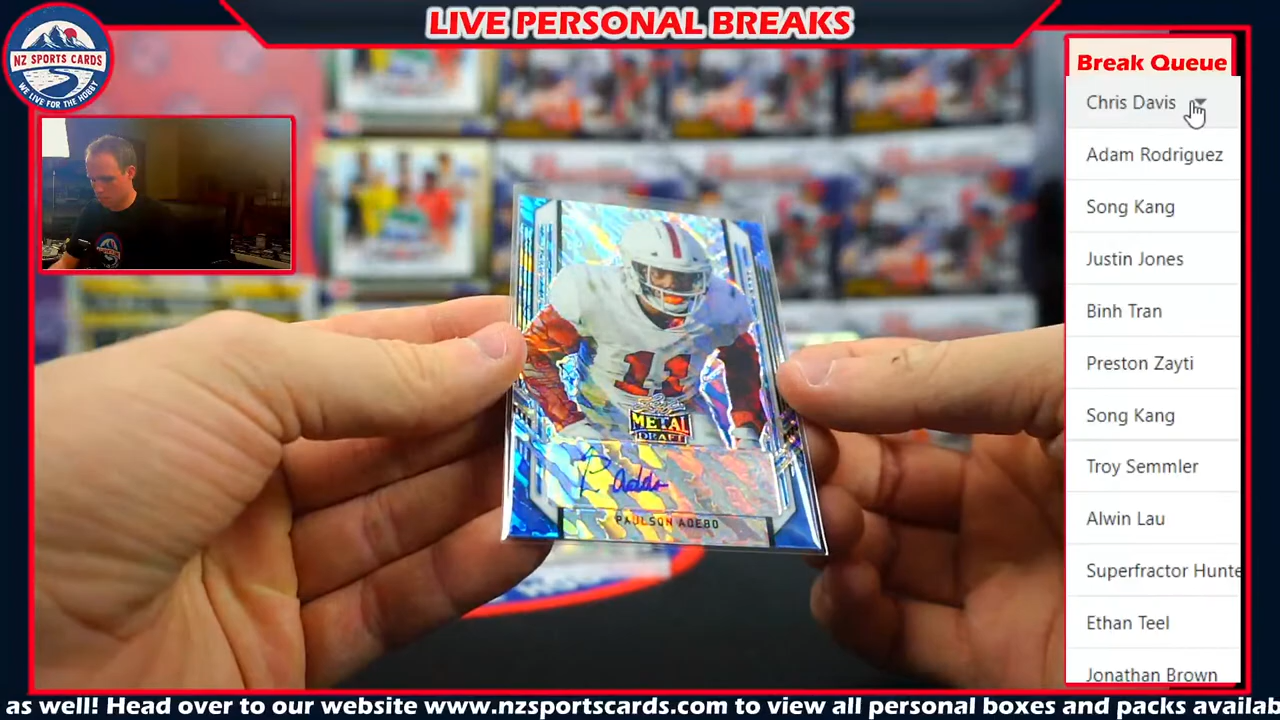 LIVE PERSONAL BREAKS
NZ SPORTS CARDS
WE LIVE FOR THE HOBBY
Break Queue
Chris Davis
Adam Rodriguez
Song Kang
Justin Jones
Binh Tran
Preston Zayti
Song Kang
Troy Semmler
Alwin Lau
Superfractor Hunte
Ethan Teel
Jonathan Brown
11
Leaf
METAL
DRAFT
P Adebo
PAULSON ADEBO
as well! Head over to our website www.nzsportscards.com to view all personal boxes and packs availab